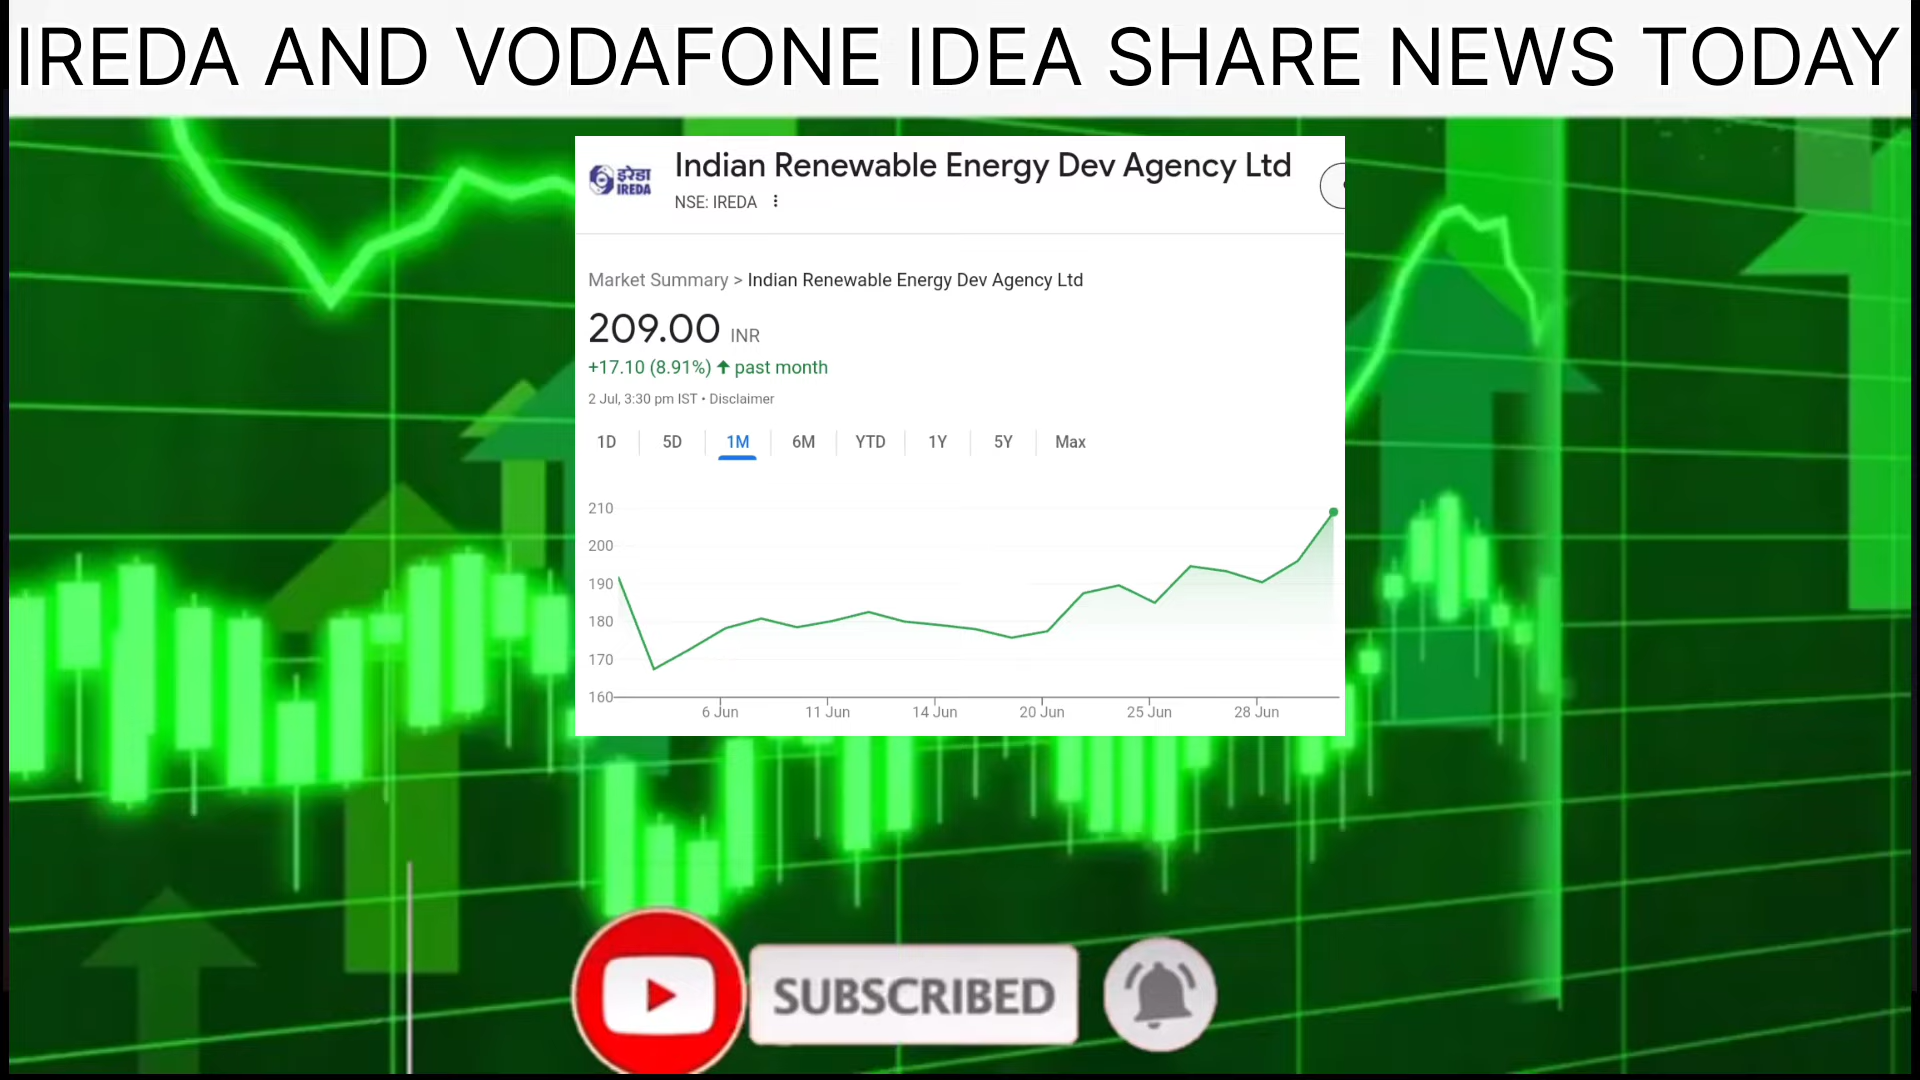 IREDA AND VODAFONE IDEA SHARE NEWS TODAY
इरेडा
IREDA
Indian Renewable Energy Dev Agency Ltd
NSE: IREDA
Market Summary > Indian Renewable Energy Dev Agency Ltd
209.00 INR
+17.10 (8.91%) ↑ past month
2 Jul, 3:30 pm IST • Disclaimer
1D 5D 1M 6M YTD 1Y 5Y Max
210
200
190
180
170
160
6 Jun 11 Jun 14 Jun 20 Jun 25 Jun 28 Jun
SUBSCRIBED